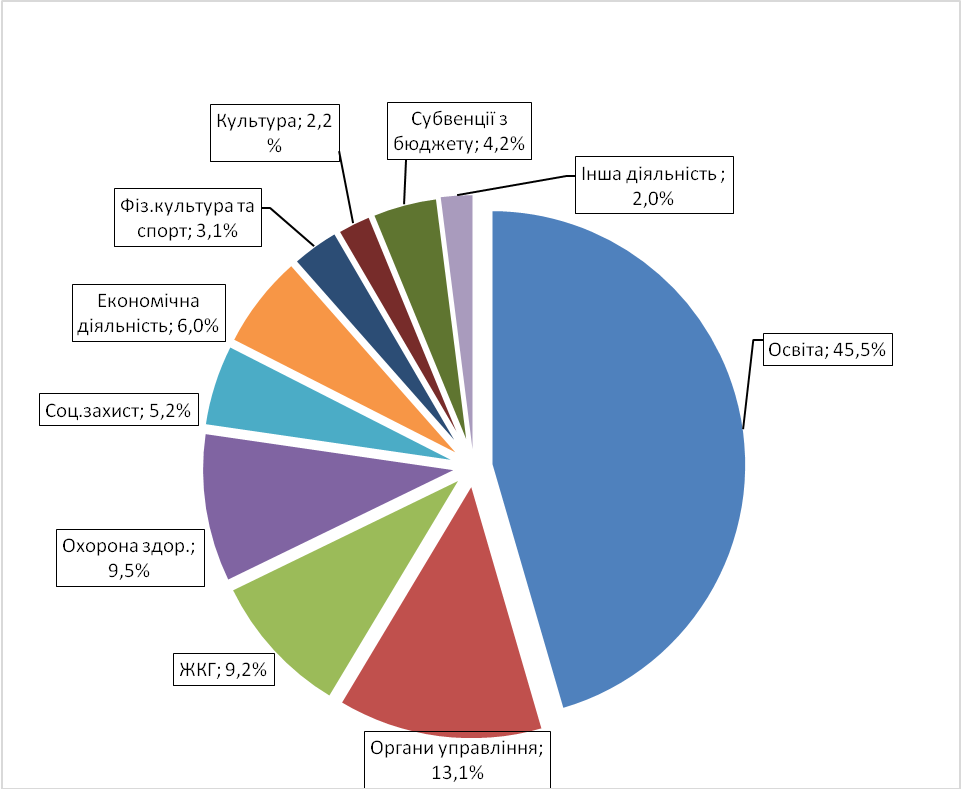 Культура; 2,2
%
Субвенції з
бюджету; 4,2%
Інша діяльність ;
2,0%
Фіз.культура та
спорт; 3,1%
Економічна
діяльність; 6,0%
Освіта; 45,5%
Соц.захист; 5,2%
Охорона здор.;
9,5%
ЖКГ; 9,2%
Органи управління;
13,1%